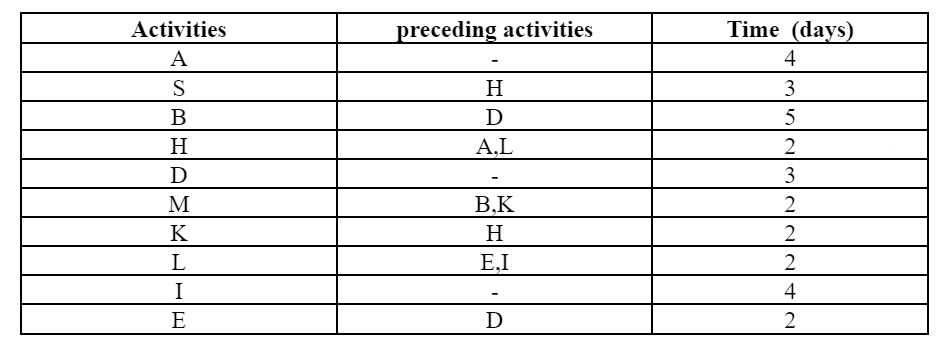 Activities preceding activities Time (days)
A - 4
S H 3
B D 5
H A,L 2
D - 3
M B,K 2
K H 2
L E,I 2
I - 4
E D 2